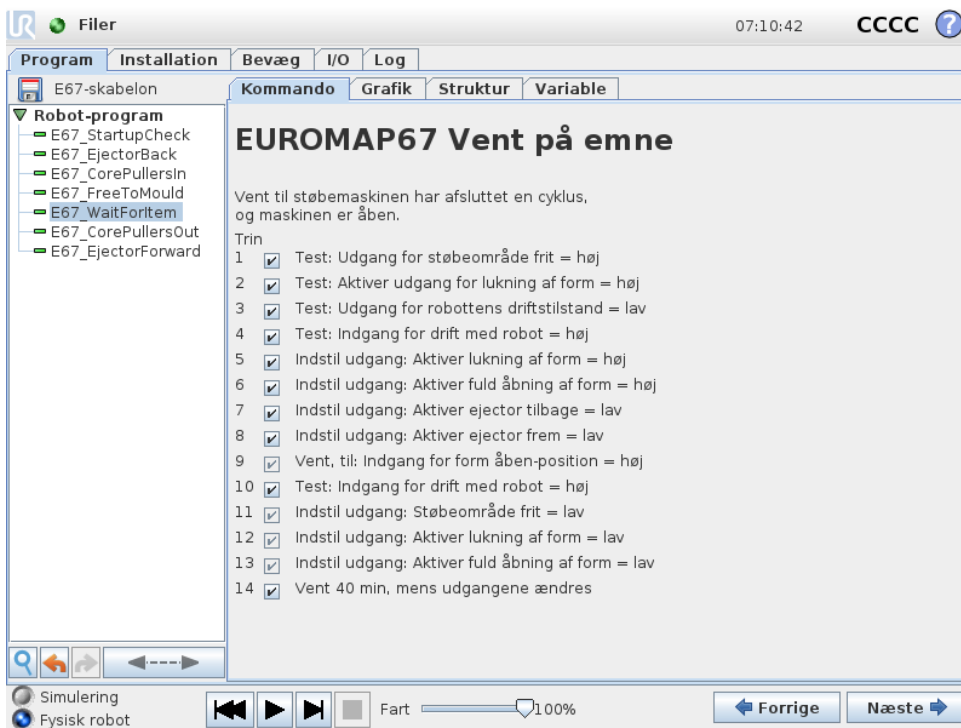 UR Filer 07:10:42 CCCC ?
Program Installation Bevæg I/O Log
E67-skabelon Kommando Grafik Struktur Variable
Robot-program
E67_StartupCheck
E67_EjectorBack
E67_CorePullersIn
E67_FreeToMould
E67_WaitForItem
E67_CorePullersOut
E67_EjectorForward
EUROMAP67 Vent på emne
Vent til støbemaskinen har afsluttet en cyklus,
og maskinen er åben.
Trin
1 Test: Udgang for støbeområde frit = høj
2 Test: Aktiver udgang for lukning af form = høj
3 Test: Udgang for robottens driftstilstand = lav
4 Test: Indgang for drift med robot = høj
5 Indstil udgang: Aktiver lukning af form = høj
6 Indstil udgang: Aktiver fuld åbning af form = høj
7 Indstil udgang: Aktiver ejector tilbage = lav
8 Indstil udgang: Aktiver ejector frem = lav
9 Vent, til: Indgang for form åben-position = høj
10 Test: Indgang for drift med robot = høj
11 Indstil udgang: Støbeområde frit = lav
12 Indstil udgang: Aktiver lukning af form = lav
13 Indstil udgang: Aktiver fuld åbning af form = lav
14 Vent 40 min, mens udgangene ændres
Simulering
Fysisk robot
Fart 100%
Forrige Næste